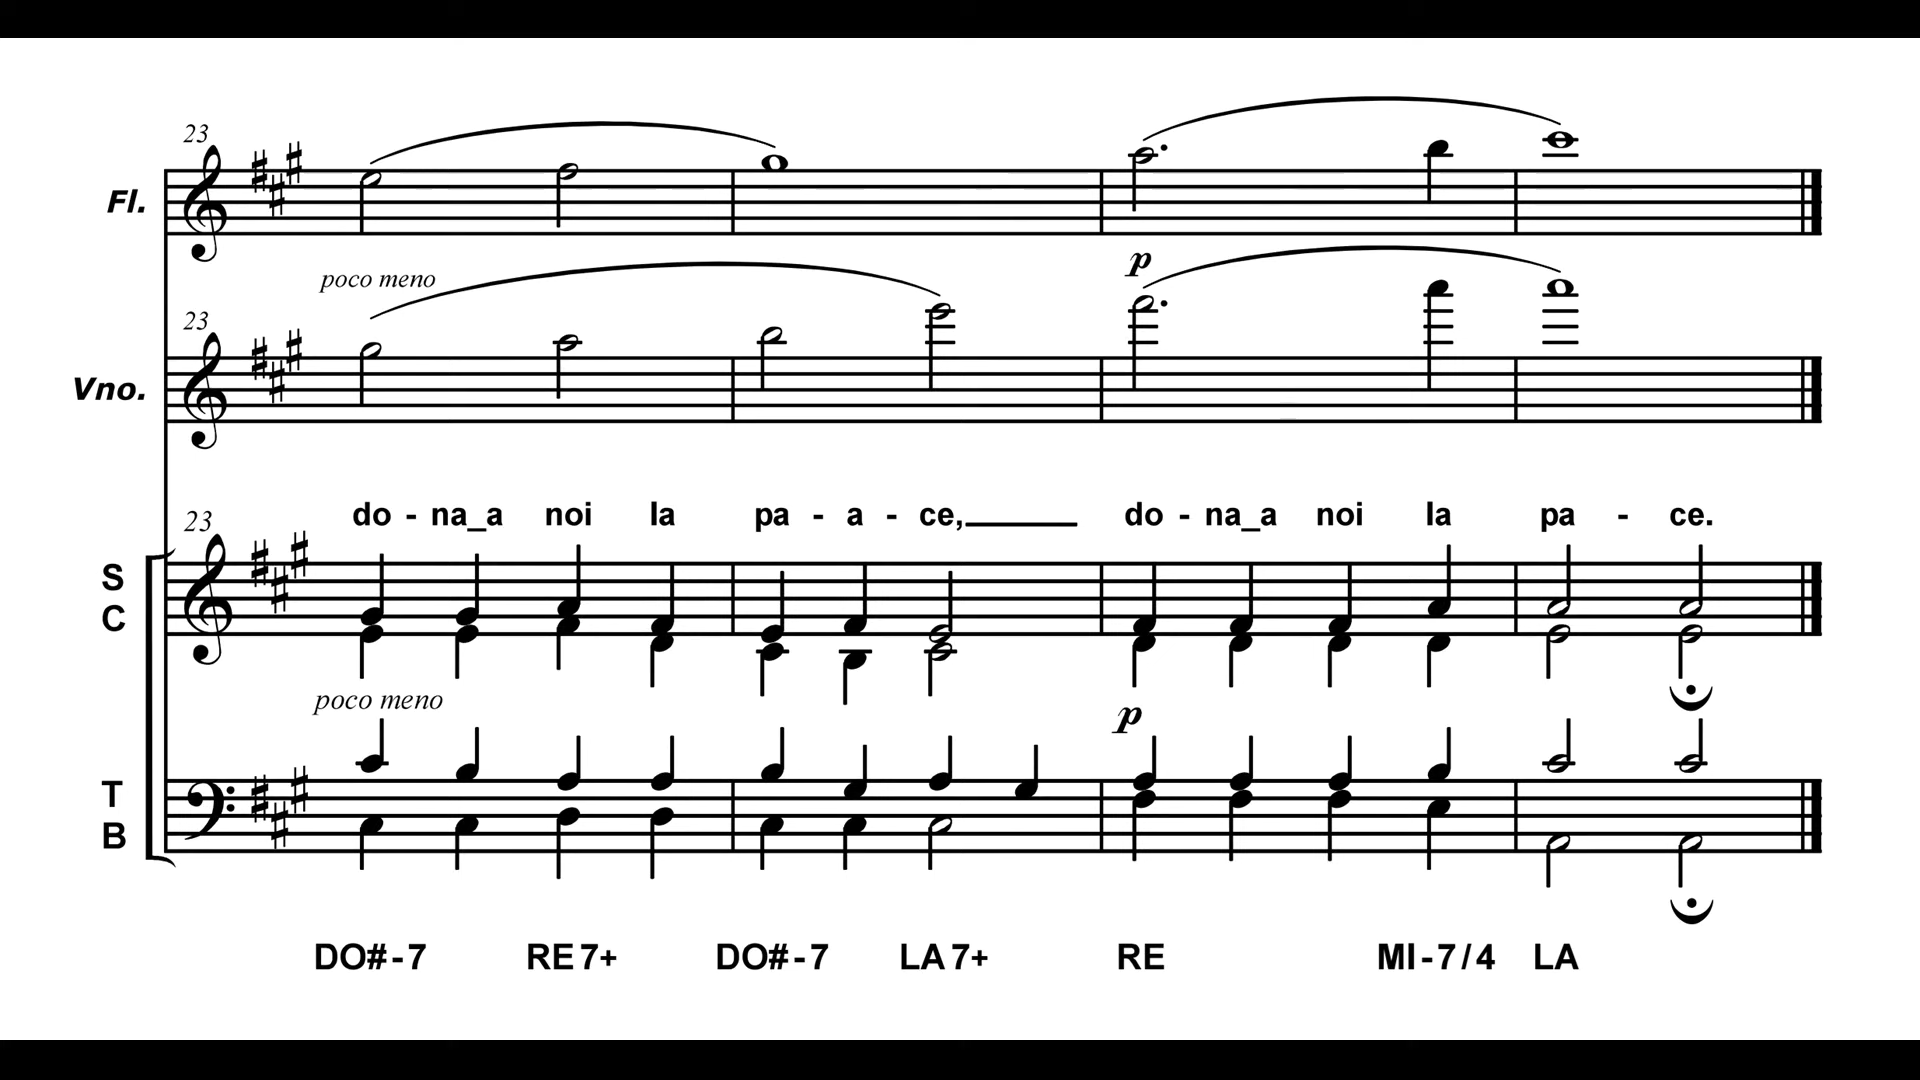 23
Fl.
p
poco meno
23
Vno.
do - na_a noi la pa - a - ce, do - na_a noi la pa - ce.
23
S
C
poco meno
p
T
B
DO#-7 RE7+ DO#-7 LA7+ RE MI-7/4 LA